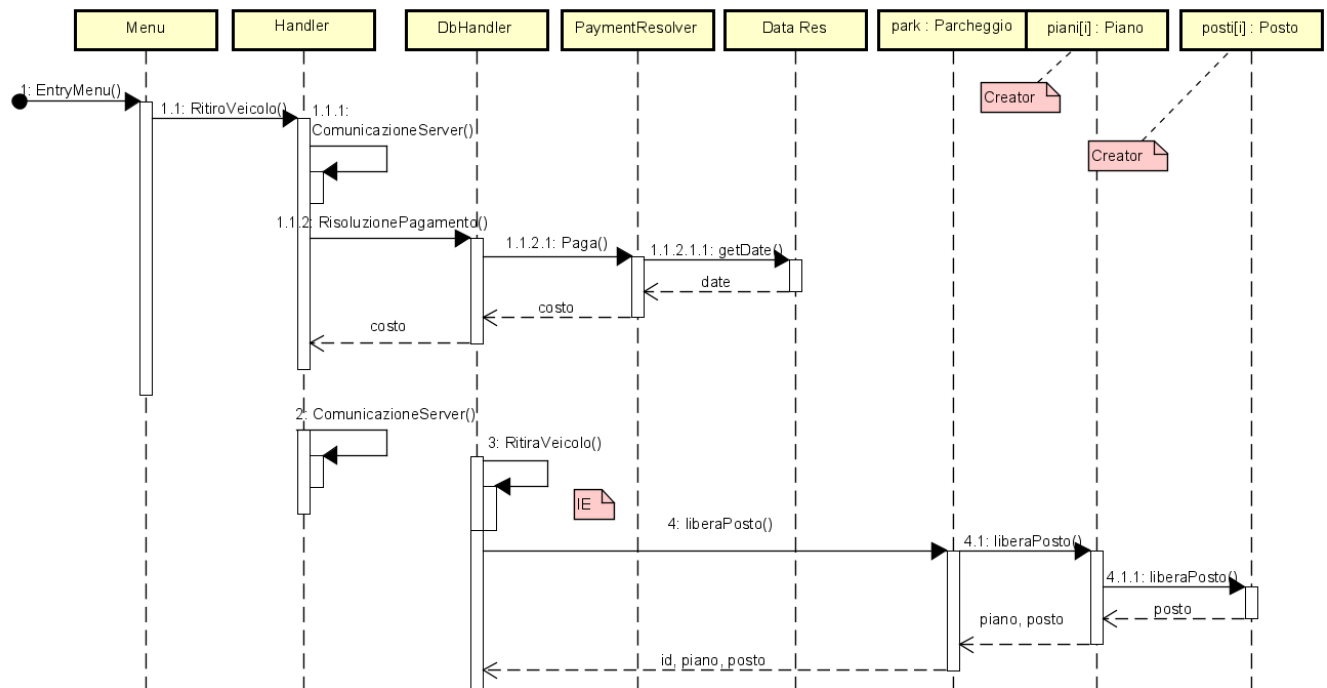 Menu
Handler
DbHandler
PaymentResolver
Data Res
park : Parcheggio
piani[i] : Piano
posti[i] : Posto
1: EntryMenu()
Creator
1.1: RitiroVeicolo()
1.1.1:
ComunicazioneServer()
Creator
1.1.2: RisoluzionePagamento()
1.1.2.1: Paga()
1.1.2.1.1: getDate()
date
costo
costo
2: ComunicazioneServer()
3: RitiraVeicolo()
IE
4: liberaPosto()
4.1: liberaPosto()
4.1.1: liberaPosto()
posto
piano, posto
id, piano, posto